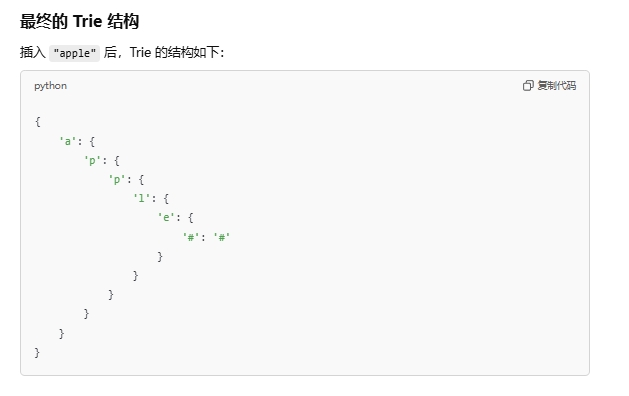 最终的 Trie 结构
插入 "apple" 后，Trie 的结构如下：
python 复制代码
{
    'a': {
        'p': {
            'p': {
                'l': {
                    'e': {
                        '#': '#'
                    }
                }
            }
        }
    }
}